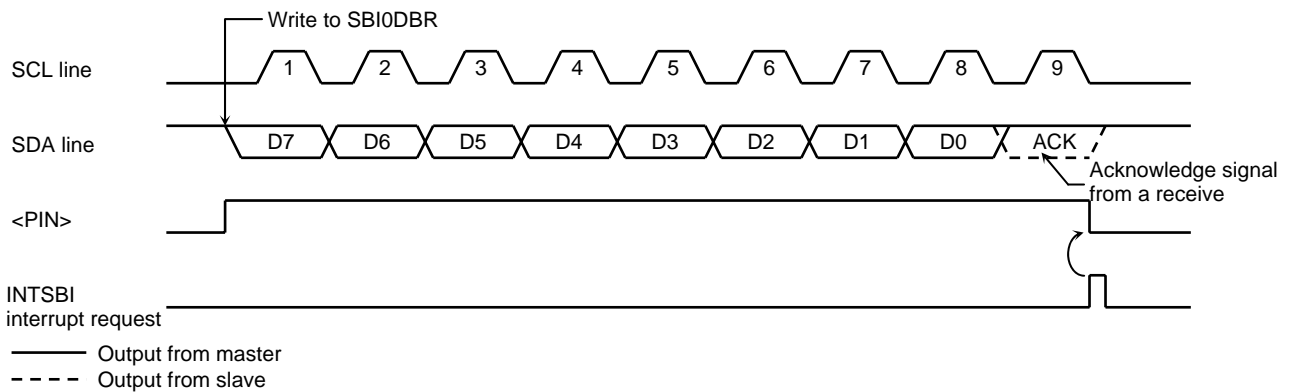 Write to SBI0DBR
SCL line
1 2 3 4 5 6 7 8 9
SDA line
D7 D6 D5 D4 D3 D2 D1 D0 ACK
Acknowledge signal
from a receive
<PIN>
INTSBI
interrupt request
Output from master
Output from slave